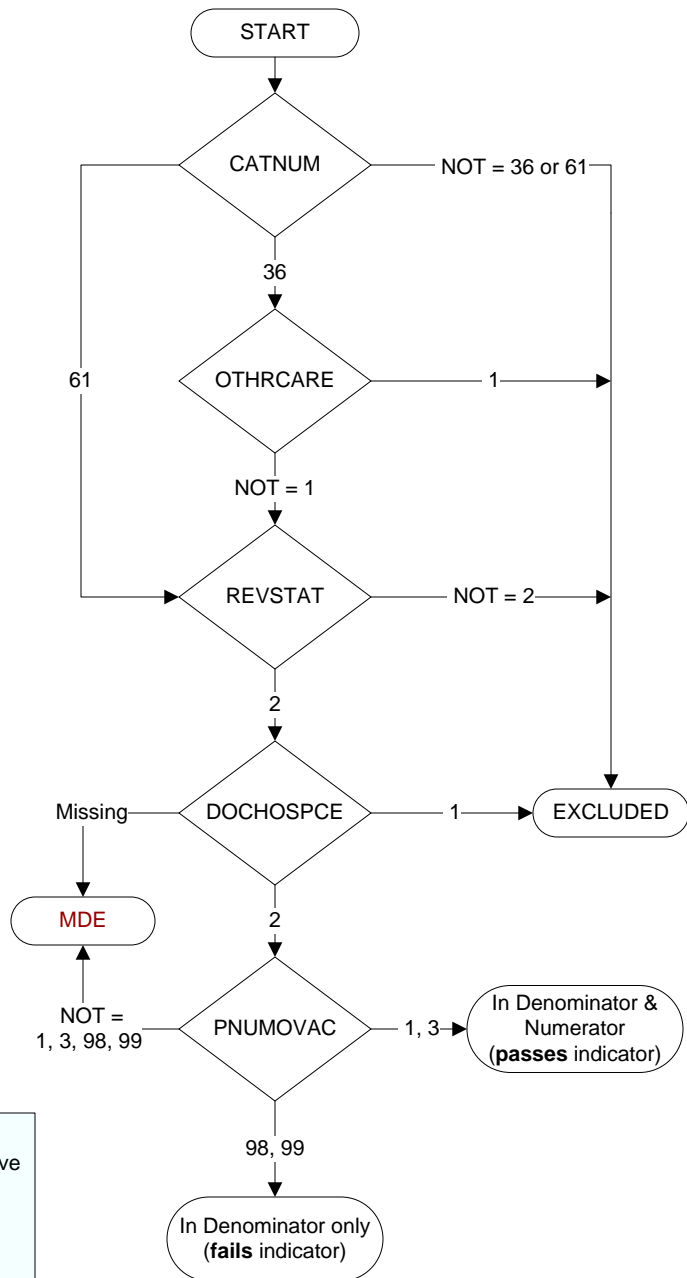 START
CATNUM
NOT = 36 or 61
36
OTHRCARE
61
1
NOT = 1
REVSTAT
NOT = 2
2
Missing
DOCHOSPCE
1
EXCLUDED
MDE
2
NOT =
1, 3, 98, 99
PNUMOVAC
1, 3
In Denominator &
Numerator
(passes indicator)
98, 99
In Denominator only
(fails indicator)